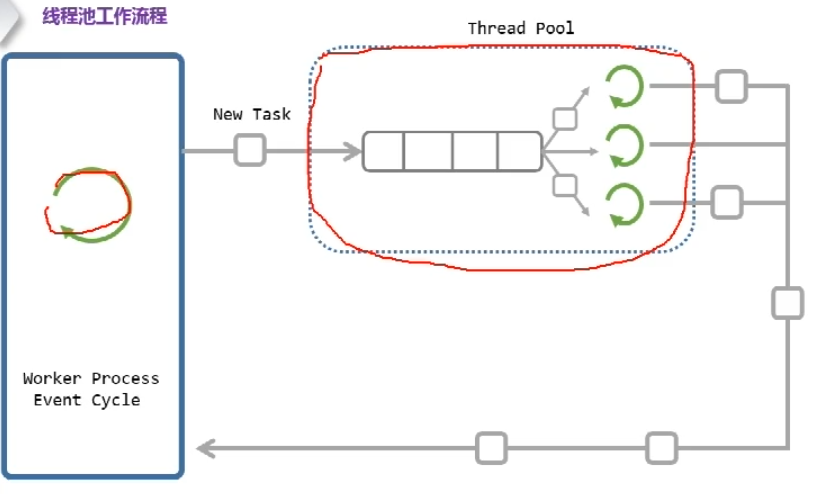 线程池工作流程
Thread Pool
New Task
Worker Process
Event Cycle